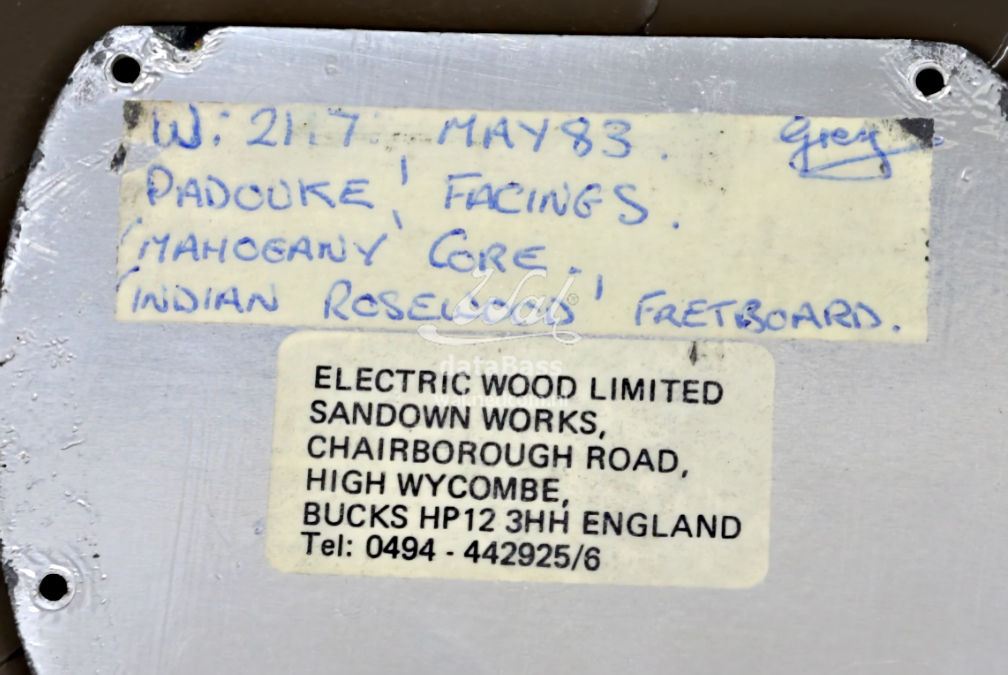 W: 2117 MAY 83. Grey
PADOUKE' FACINGS.
'MAHOGANY' CORE.
'INDIAN ROSEWOOD' FRETBOARD.
Wal®
dataBass
ELECTRIC WOOD LIMITED
SANDOWN WORKS,
CHAIRBOROUGH ROAD,
HIGH WYCOMBE,
BUCKS HP12 3HH ENGLAND
Tel: 0494 - 442925/6